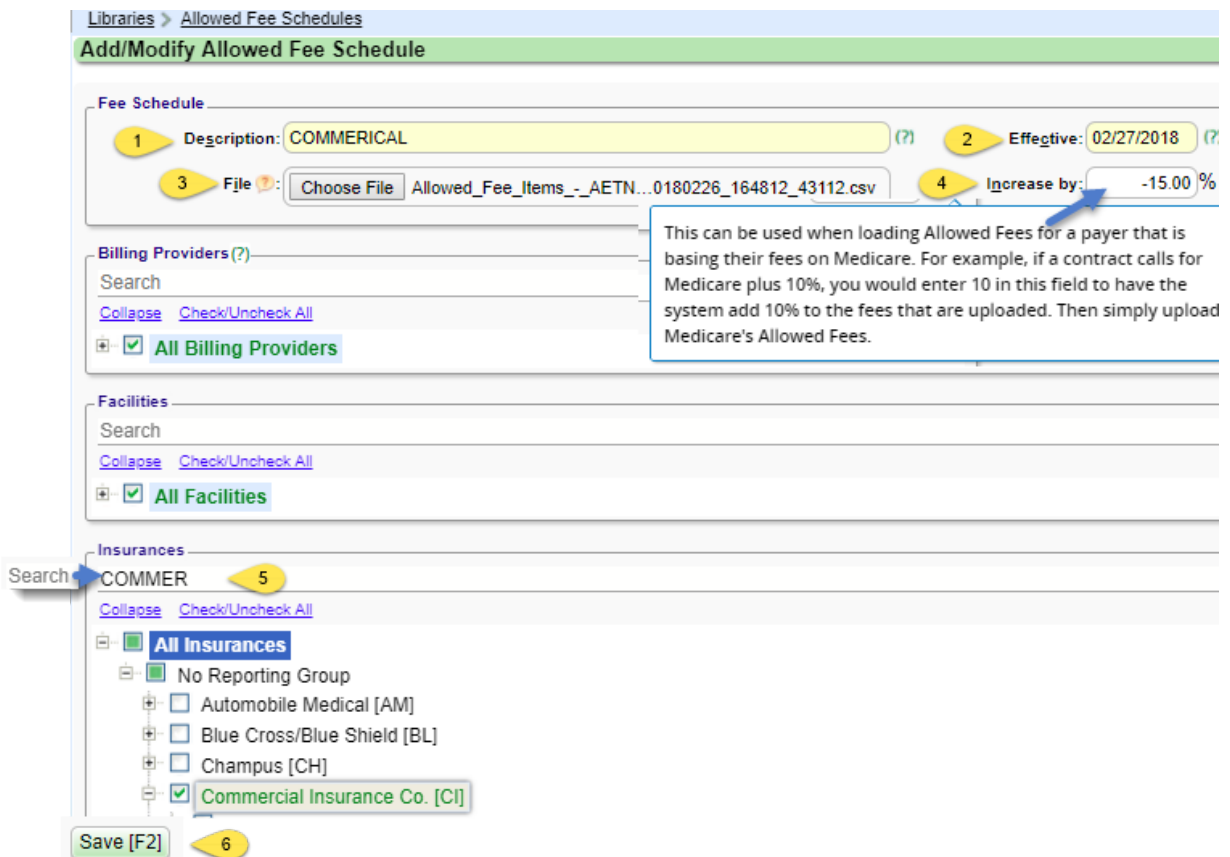 Libraries > Allowed Fee Schedules
Add/Modify Allowed Fee Schedule
Fee Schedule
1 Description: COMMERICAL (?) 2 Effective: 02/27/2018 (?)
3 File ?: Choose File Allowed_Fee_Items_-_AETN...0180226_164812_43112.csv 4 Increase by: -15.00 %
This can be used when loading Allowed Fees for a payer that is
basing their fees on Medicare. For example, if a contract calls for
Medicare plus 10%, you would enter 10 in this field to have the
system add 10% to the fees that are uploaded. Then simply upload
Medicare's Allowed Fees.
Billing Providers (?)
Search
Collapse Check/Uncheck All
All Billing Providers
Facilities
Search
Collapse Check/Uncheck All
All Facilities
Insurances
Search COMMER 5
Collapse Check/Uncheck All
All Insurances
No Reporting Group
Automobile Medical [AM]
Blue Cross/Blue Shield [BL]
Champus [CH]
Commercial Insurance Co. [CI]
Save [F2] 6